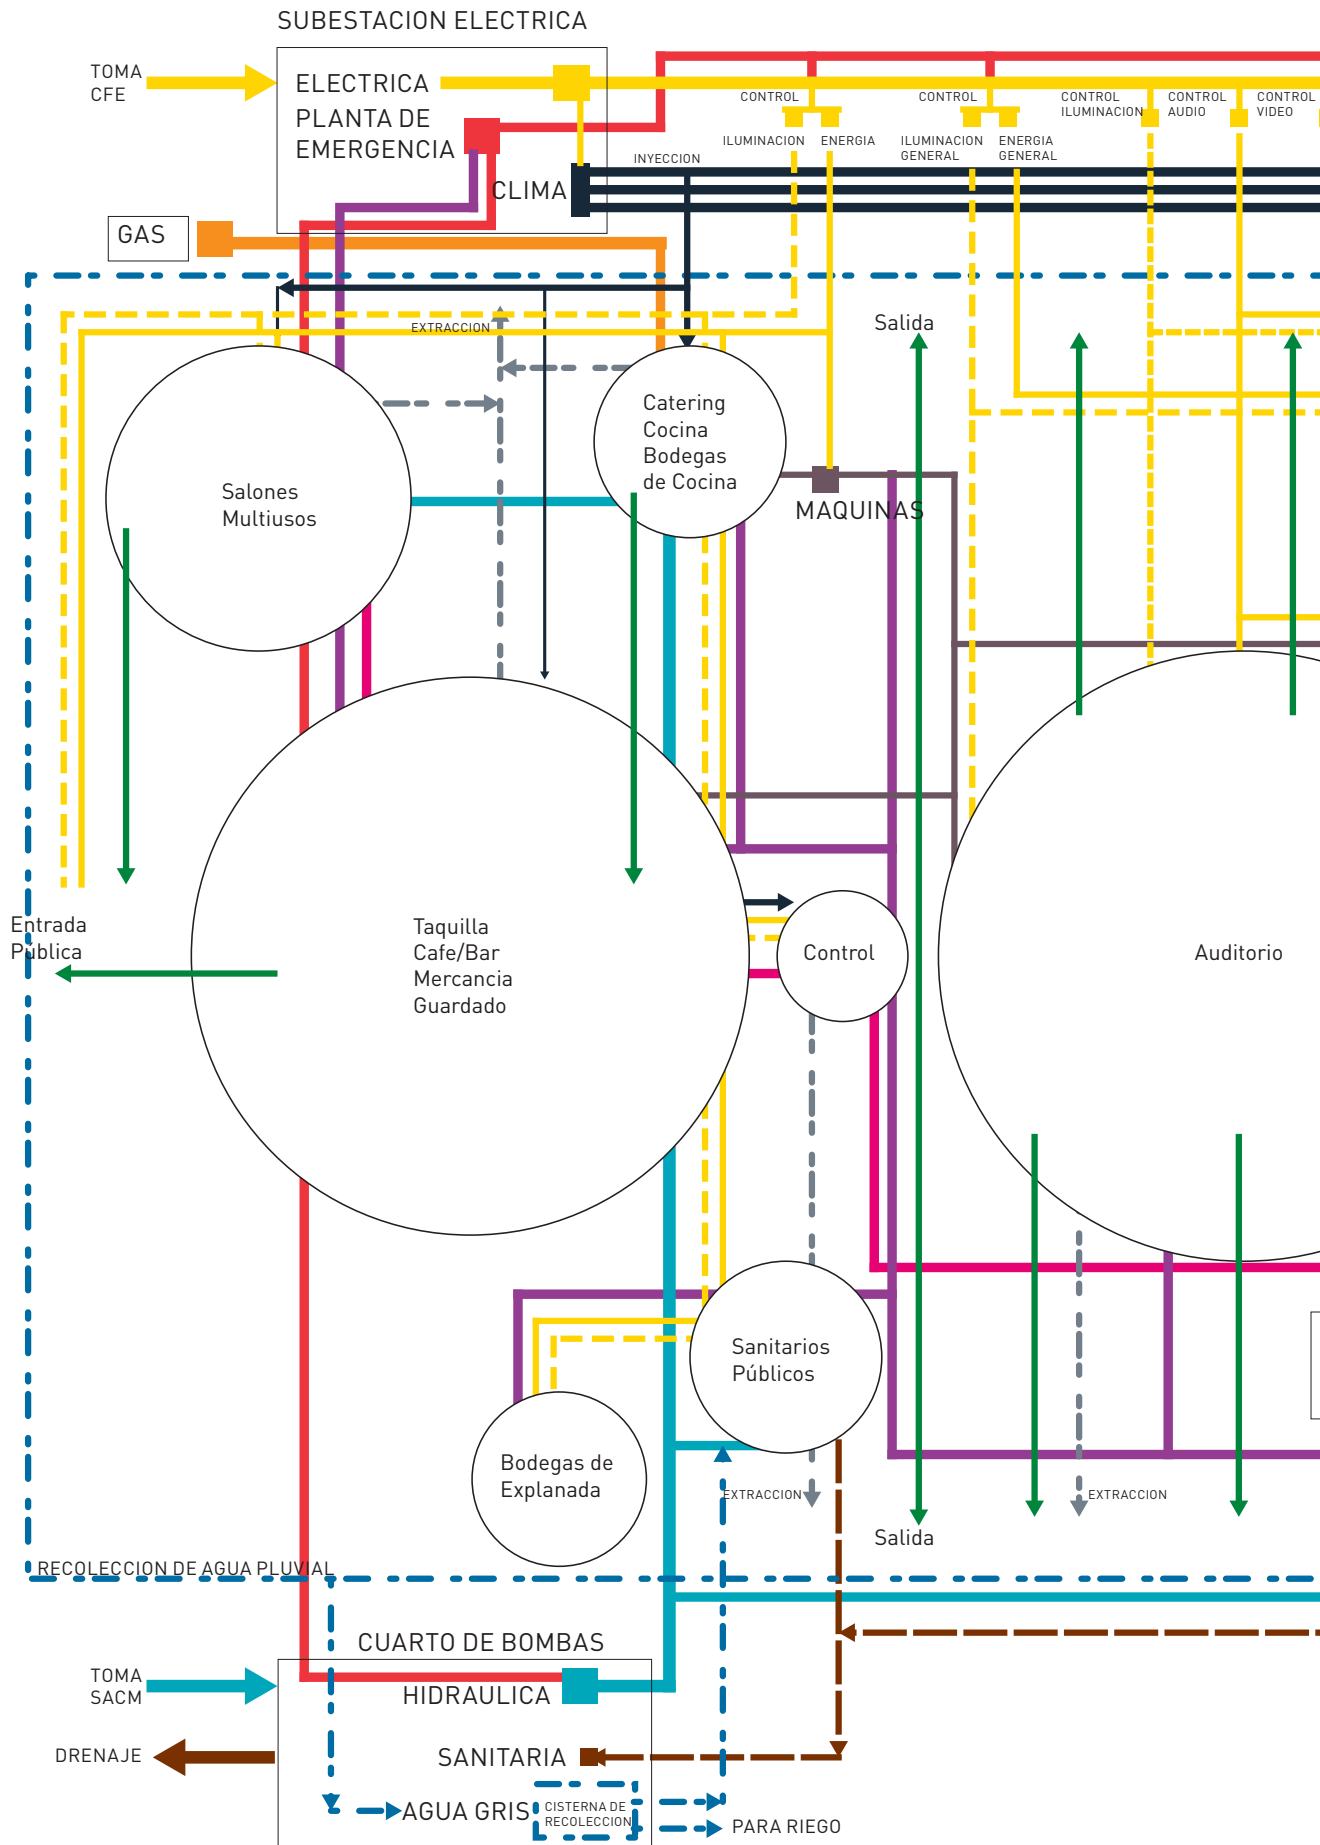 SUBESTACION ELECTRICA
TOMA
CFE
ELECTRICA
PLANTA DE
EMERGENCIA
CLIMA
GAS
CONTROL
ILUMINACION
ENERGIA
CONTROL
ILUMINACION
GENERAL
ENERGIA
GENERAL
CONTROL
ILUMINACION
CONTROL
AUDIO
CONTROL
VIDEO
INYECCION
EXTRACCION
Salida
Catering
Cocina
Bodegas
de Cocina
Salones
Multiusos
MAQUINAS
Entrada
Pública
Taquilla
Cafe/Bar
Mercancia
Guardado
Control
Auditorio
Sanitarios
Públicos
Bodegas de
Explanada
EXTRACCION
EXTRACCION
Salida
RECOLECCION DE AGUA PLUVIAL
CUARTO DE BOMBAS
TOMA
SACM
HIDRAULICA
DRENAJE
SANITARIA
AGUA GRIS
CISTERNA DE
RECOLECCION
PARA RIEGO